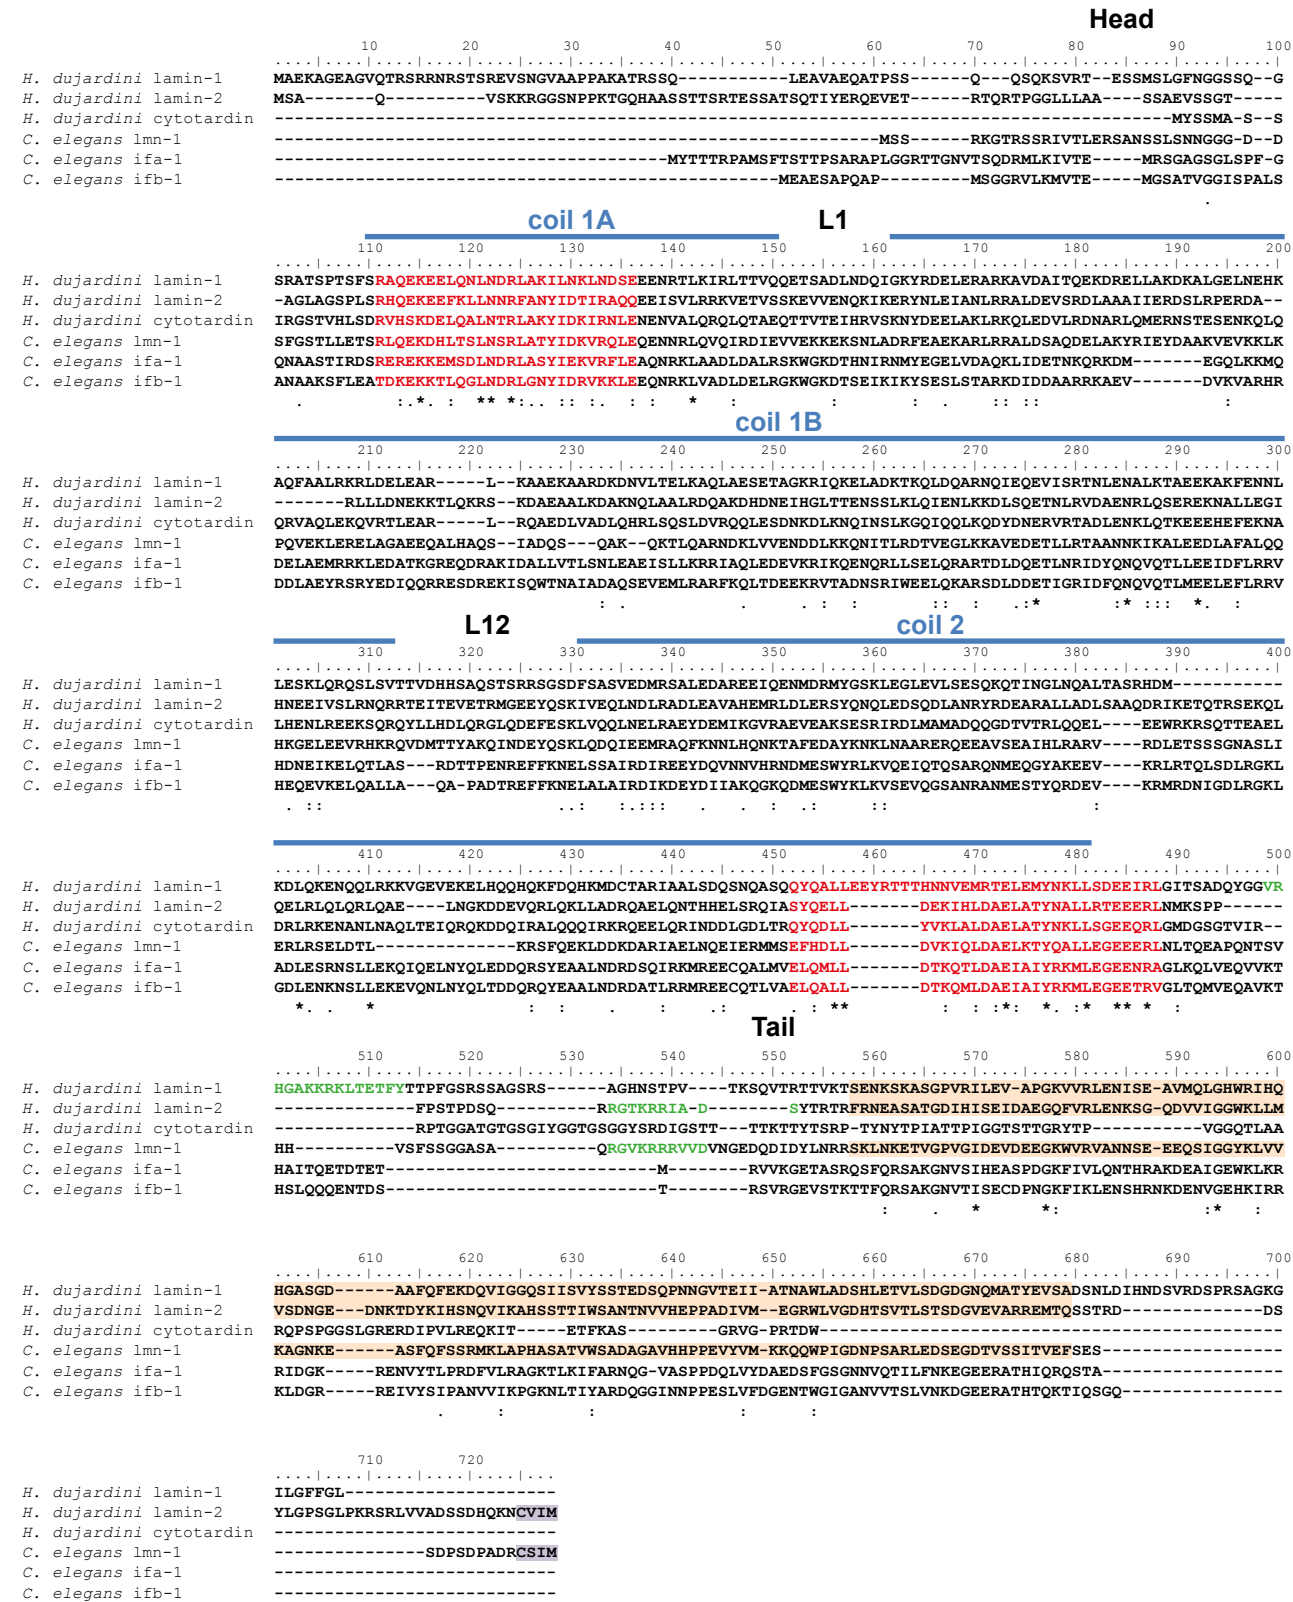 Head
10 20 30 40 50 60 70 80 90 100
....|....|....|....|....|....|....|....|....|....|....|....|....|....|....|....|....|....|....|....|
H. dujardini lamin-1 MAEKAGEAGVQTRSRRNRSTSREVSNGVAAPPAKATRSSQ-----------LEAVAEQATPSS------Q---QSQKSVRT--ESSMSLGFNGGSSQ--G
H. dujardini lamin-2 MSA-------Q----------VSKKRGGSNPPKTGQHAASSTTSRTESSATSQTIYERQEVET------RTQRTPGGLLLAA----SSAEVSSGT-----
H. dujardini cytotardin -----------------------------------------------------------------------------------------MYSSMA-S--S
C. elegans lmn-1 ------------------------------------------------------------MSS------RKGTRSSRIVTLERSANSSLSNNGGG-D--D
C. elegans ifa-1 ---------------------------------------MYTTTRPAMSFTSTTPSARAPLGGRTTGNVTSQDRMLKIVTE-----MRSGAGSGLSPF-G
C. elegans ifb-1 --------------------------------------------------MEAESAPQAP---------MSGGRVLKMVTE-----MGSATVGGISPALS
.
coil 1A L1
110 120 130 140 150 160 170 180 190 200
....|....|....|....|....|....|....|....|....|....|....|....|....|....|....|....|....|....|....|....|
H. dujardini lamin-1 SRATSPTSFSRAQEKEELQNLNDRLAKILNKLNDSEEENRTLKIRLTTVQQETSADLNDQIGKYRDELERARKAVDAITQEKDRELLAKDKALGELNEHK
H. dujardini lamin-2 -AGLAGSPLSRHQEKEEFKLLNNRFANYIDTIRAQQEEISVLRRKVETVSSKEVVENQKIKERYNLEIANLRRALDEVSRDLAAAIIERDSLRPERDA--
H. dujardini cytotardin IRGSTVHLSDRVHSKDELQALNTRLAKYIDKIRNLENENVALQRQLQTAEQTTVTEIHRVSKNYDEELAKLRKQLEDVLRDNARLQMERNSTESENKQLQ
C. elegans lmn-1 SFGSTLLETSRLQEKDHLTSLNSRLATYIDKVRQLEQENNRLQVQIRDIEVVEKKEKSNLADRFEAEKARLRRALDSAQDELAKYRIEYDAAKVEVKKLK
C. elegans ifa-1 QNAASTIRDSREREKKEMSDLNDRLASYIEKVRFLEAQNRKLAADLDALRSKWGKDTHNIRNMYEGELVDAQKLIDETNKQRKDM-------EGQLKKMQ
C. elegans ifb-1 ANAAKSFLEATDKEKKTLQGLNDRLGNYIDRVKKLEEQNRKLVADLDELRGKWGKDTSEIKIKYSESLSTARKDIDDAARRKAEV-------DVKVARHR
. :.*. : ** *:.. :: :. : : * : : . :: :: :
coil 1B
210 220 230 240 250 260 270 280 290 300
....|....|....|....|....|....|....|....|....|....|....|....|....|....|....|....|....|....|....|....|
H. dujardini lamin-1 AQFAALRKRLDELEAR-----L--KAAEKAARDKDNVLTELKAQLAESETAGKRIQKELADKTKQLDQARNQIEQEVISRTNLENALKTAEEKAKFENNL
H. dujardini lamin-2 -------RLLLDNEKKTLQKRS--KDAEAALKDAKNQLAALRDQAKDHDNEIHGLTTENSSLKLQIENLKKDLSQETNLRVDAENRLQSEREKNALLEGI
H. dujardini cytotardin QRVAQLEKQVRTLEAR-----L--RQAEDLVADLQHRLSQSLDVRQQLESDNKDLKNQINSLKGQIQQLKQDYDNERVRTADLENKLQTKEEEHEFEKNA
C. elegans lmn-1 PQVEKLERELAGAEEQALHAQS--IADQS--QAK--QKTLQARNDKLVVENDDLKKQNITLRDTVEGLKKAVEDETLLRTAANNKIKALEEDLAFALQQ
C. elegans ifa-1 DELAEMRRKLEDATKGREQDRAKIDALLVTLSNLEAEISLLKRRIAQLEDEVKRIKQENQRLLSELQRARTDLDQETLNRIDYQNQVQTLLEEIDFLRRV
C. elegans ifb-1 DDLAEYRSRYEDIQQRRESDREKISQWTNAIADAQSEVEMLRARFKQLTDEEKRVTADNSRIWEELQKARSDLDDETIGRIDFQNQVQTLMEELEFLRRV
: . . . : : :: : .:* :*:: *. :
L12 coil 2
310 320 330 340 350 360 370 380 390 400
....|....|....|....|....|....|....|....|....|....|....|....|....|....|....|....|....|....|....|....|
H. dujardini lamin-1 LESKLQRQSLSVTTVDHHSAQSTSRRSGSDFSASVEDMRSALEDAREEIQENMDRMYGSKLEGLEVLSESQKQTINGLNQALTASRHDM-----------
H. dujardini lamin-2 HNEEIVSLRNQRRTEITEVETRMGEEYQSKIVEQLNDLRADLEAVAHEMRLDLERSYQNQLEDSQDLANRYRDEARALLADLSAAQDRIKETQTRSEKQL
H. dujardini cytotardin LHENLREEKSQRQYLLHDLQRGLQDEFESKLVQQLNELRAEYDEMIKGVRAEVEAKSESRIRDLMAMADQQGDTVTRLQQEL----EEWRKRSQTTEAEL
C. elegans lmn-1 HKGELEEVRHKRQVDMTTYAKQINDEYQSKLQDQIEEMRAQFKNNLHQNKTAFEDAYKNKLNAARERQEEAVSEAIHLRARV----RDLETSSSGNASLI
C. elegans ifa-1 HDNEIKELQTLAS---RDTTPENREFFKNELSSAIRDIREEYDQVNNVHRNDMESWYRLKVQEIQTQSARQNMEQGYAKEEV----KRLRTQLSDLRGKL
C. elegans ifb-1 HEQEVKELQALLA---QA-PADTREFFKNELALAIRDIKDEYDIIAKQGKQDMESWYKLKVSEVQGSANRANMESTYQRDEV----KRMRDNIGDLRGKL
. :: ..: :.::: . . : .: :: :
410 420 430 440 450 460 470 480 490 500
....|....|....|....|....|....|....|....|....|....|....|....|....|....|....|....|....|....|....|....|
H. dujardini lamin-1 KDLQKENQQLRKKVGEVEKELHQQHQKFDQHKMDCTARIAALSDQSNQASQQYQALLEEYRTTTHNNVEMRTELEMYNKLLSDEEIRLGITSADQYGGVR
H. dujardini lamin-2 QELRLQLQRLQAE----LNGKDDEVQRLQKLLADRQAELQNTHHELSRQIASYQELL-------DEKIHLDAELATYNALLRTEEERLNMKSPP------
H. dujardini cytotardin DRLRKENANLNAQLTEIQRQKDDQIRALQQQIRKRQEELQRINDDLGDLTRQYQDLL-------YVKLALDAELATYNKLLSGEEQRLGMDGSGTVIR--
C. elegans lmn-1 ERLRSELDTL--------------KRSFQEKLDDKDARIAELNQEIERMMSEFHDLL-------DVKIQLDAELKTYQALLEGEEERLNLTQEAPQNTSV
C. elegans ifa-1 ADLESRNSLLEKQIQELNYQLEDDQRSYEAALNDRDSQIRKMREECQALMVELQMLL-------DTKQTLDAEIAIYRKMLEGEENRAGLKQLVEQVVKT
C. elegans ifb-1 GDLENKNSLLEKEVQNLNYQLTDDQRQYEAALNDRDATLRRMREECQTLVAELQALL-------DTKQMLDAEIAIYRKMLEGEETRVGLTQMVEQAVKT
*. . * : : . .: . : ** : : :*: * :* ** * :
Tail
510 520 530 540 550 560 570 580 590 600
....|....|....|....|....|....|....|....|....|....|....|....|....|....|....|....|....|....|....|....|
H. dujardini lamin-1 HGAKKRKLTETFYTTPFGSRSSAGSRS------AGHNSTPV----TKSQVTRTTVKTSENKSKASGPVRILEV-APGKVVRLENISE-AVMQLGHWRIHQ
H. dujardini lamin-2 --------------FPSTPDSQ----------RRGTKRRIA-D--------SYTRTRFRNEASATGDIHISEIDAEGQFVRLENKSG-QDVVIGGWKLLM
H. dujardini cytotardin --------------RPTGGATGTGSGIYGGTGSGGYSRDIGSTT---TTKTTYTSRP-TYNYTPIATTPIGGTSTTGRYTP-----------VGGQTLAA
C. elegans lmn-1 HH----------VSFSSGGASA----------QRGVKRRRVVDVNGEDQDIDYLNRRSKLNKETVGPVGIDEVDEEGKWVRVANNSE-EEQSIGGYKLVV
C. elegans ifa-1 HAITQETDTET---------------------------M--------RVVKGETASRQSFQRSAKGNVSIHEASPDGKFIVLQNTHRAKDEAIGEWKLKR
C. elegans ifb-1 HSLQQQENTDS---------------------------T--------RSVRGEVSTKTTFQRSAKGNVTISECDPNGKFIKLENSHRNKDENVGEHKIRR
: . * *: :* :
610 620 630 640 650 660 670 680 690 700
....|....|....|....|....|....|....|....|....|....|....|....|....|....|....|....|....|....|....|....|
H. dujardini lamin-1 HGASGD------AAFQFEKDQVIGGQSIISVYSSTEDSQPNNGVTEII-ATNAWLADSHLETVLSDGDGNQMATYEVSADSNLDIHNDSVRDSPRSAGKG
H. dujardini lamin-2 VSDNGE---DNKTDYKIHSNQVIKAHSSTTIWSANTNVVHEPPADIVM-EGRWLVGDHTSVTLSTSDGVEVARREMTQSSTRD----------------DS
H. dujardini cytotardin RQPSPGGSLGRERDIPVLREQKIT-----ETFKAS---------GRVG-PRTDW----------------------------------------------
C. elegans lmn-1 KAGNKE------ASFQFSSRMKLAPHASATVWSADAGAVHHPPEVYVM-KKQQWPIGDNPSARLEDSEGDTVSSITVEFSES------------------
C. elegans ifa-1 RIDGK-----RENVYTLPRDFVLRAGKTLKIFARNQG-VASPPDQLVYDAEDSFGSGNNVQTILFNKEGEERATHIQRQSTA------------------
C. elegans ifb-1 KLDGR-----REIVYSIPANVVIKPGKNLTIYARDQGGINNPPESLVFDGENTWGIGANVVTSLVNKDGEERATHTQKTIQSGQ----------------
. : : : :
710 720
....|....|....|....|....|...
H. dujardini lamin-1 ILGFFGL---------------------
H. dujardini lamin-2 YLGPSGLPKRSRLVVADSSDHQKNCVIM
H. dujardini cytotardin ----------------------------
C. elegans lmn-1 ---------------SDPSDPADRCSIM
C. elegans ifa-1 ----------------------------
C. elegans ifb-1 ----------------------------